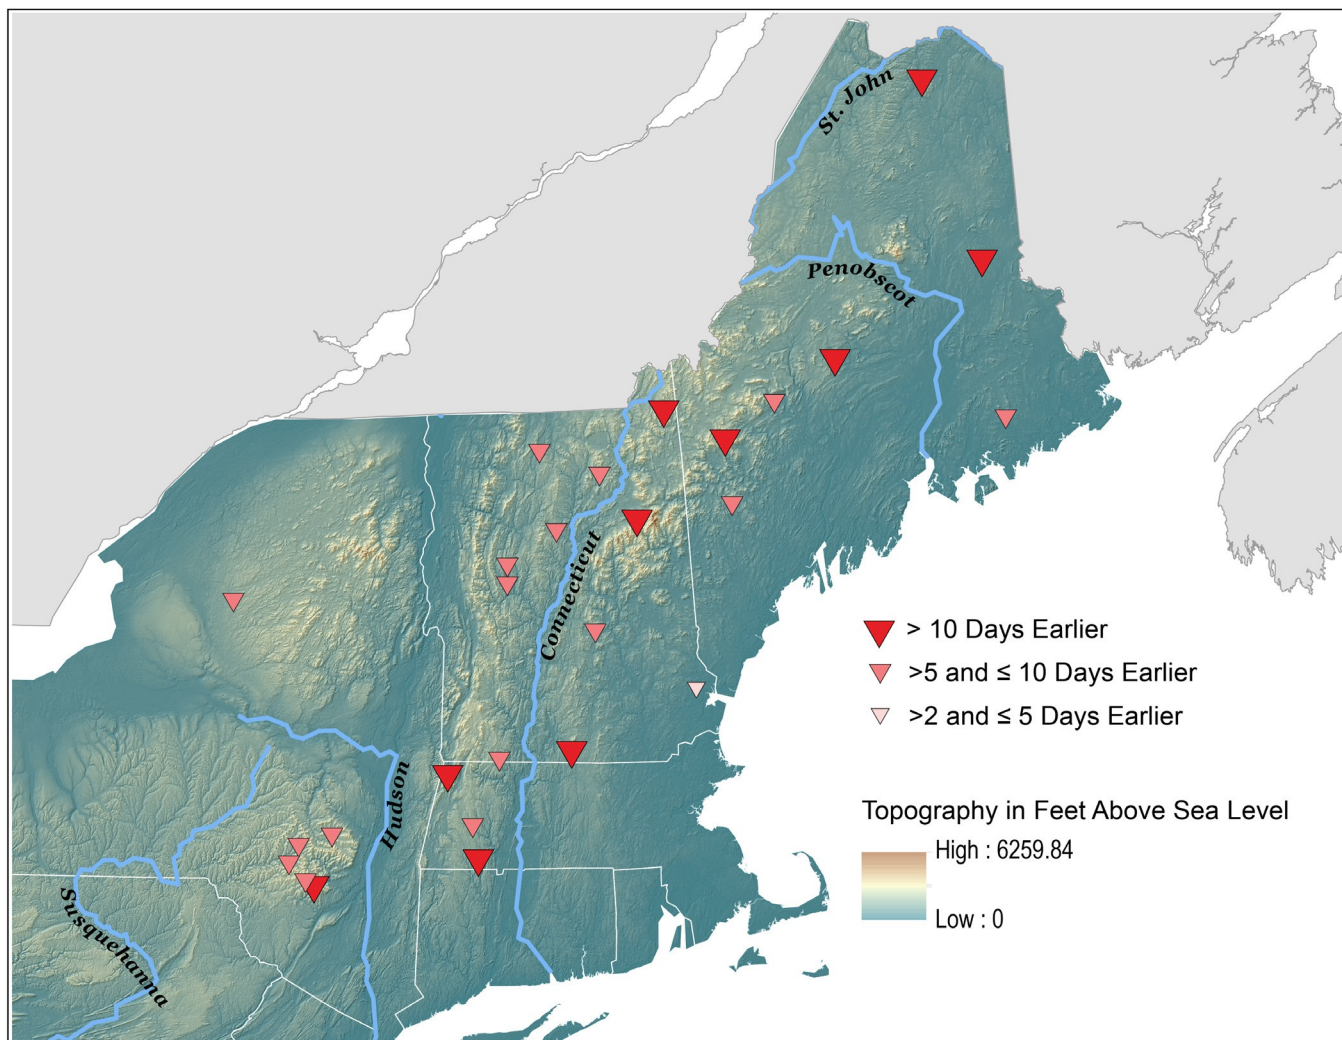 St. John
Penobscot
Connecticut
> 10 Days Earlier
>5 and ≤ 10 Days Earlier
>2 and ≤ 5 Days Earlier
Hudson
Topography in Feet Above Sea Level
High : 6259.84
Low : 0
Susquehanna